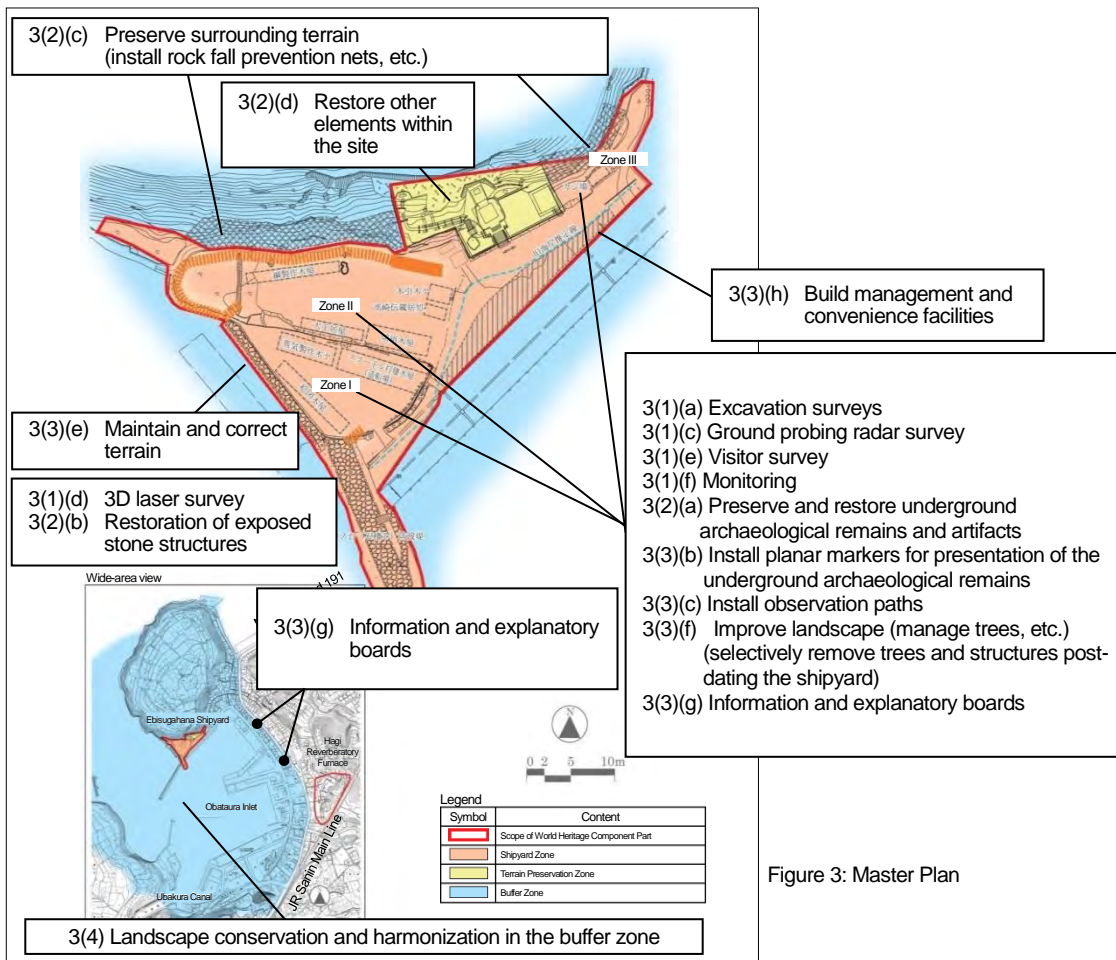 3(2)(c) Preserve surrounding terrain
(install rock fall prevention nets, etc.)
3(2)(d) Restore other
elements within
the site
Zone III
Zone II
Zone I
3(3)(h) Build management and
convenience facilities
3(3)(e) Maintain and correct
terrain
3(1)(d) 3D laser survey
3(2)(b) Restoration of exposed
stone structures
3(1)(a) Excavation surveys
3(1)(c) Ground probing radar survey
3(1)(e) Visitor survey
3(1)(f) Monitoring
3(2)(a) Preserve and restore underground
archaeological remains and artifacts
3(3)(b) Install planar markers for presentation of the
underground archaeological remains
3(3)(c) Install observation paths
3(3)(f) Improve landscape (manage trees, etc.)
(selectively remove trees and structures post-
dating the shipyard)
3(3)(g) Information and explanatory boards
Wide-area view
191
3(3)(g) Information and explanatory
boards
Ebisugahana Shipyard
Hagi
Reverberatory
Furnace
Obataura Inlet
JR Sanin Main Line
Ubakura Canal
0 2 5 10m
Legend
Symbol Content
Scope of World Heritage Component Part
Shipyard Zone
Terrain Preservation Zone
Buffer Zone
Figure 3: Master Plan
3(4) Landscape conservation and harmonization in the buffer zone